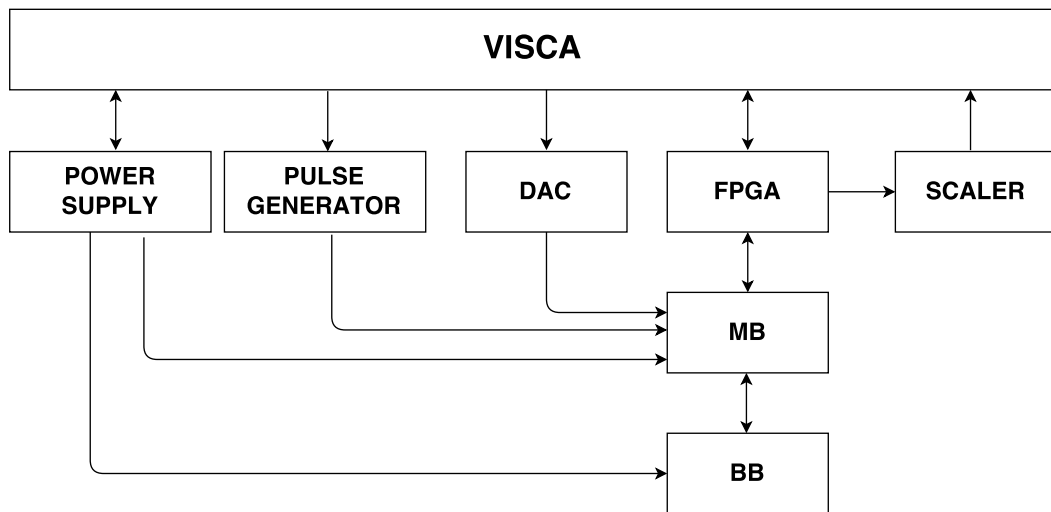 VISCA
POWER
SUPPLY
PULSE
GENERATOR
DAC
FPGA
SCALER
MB
BB